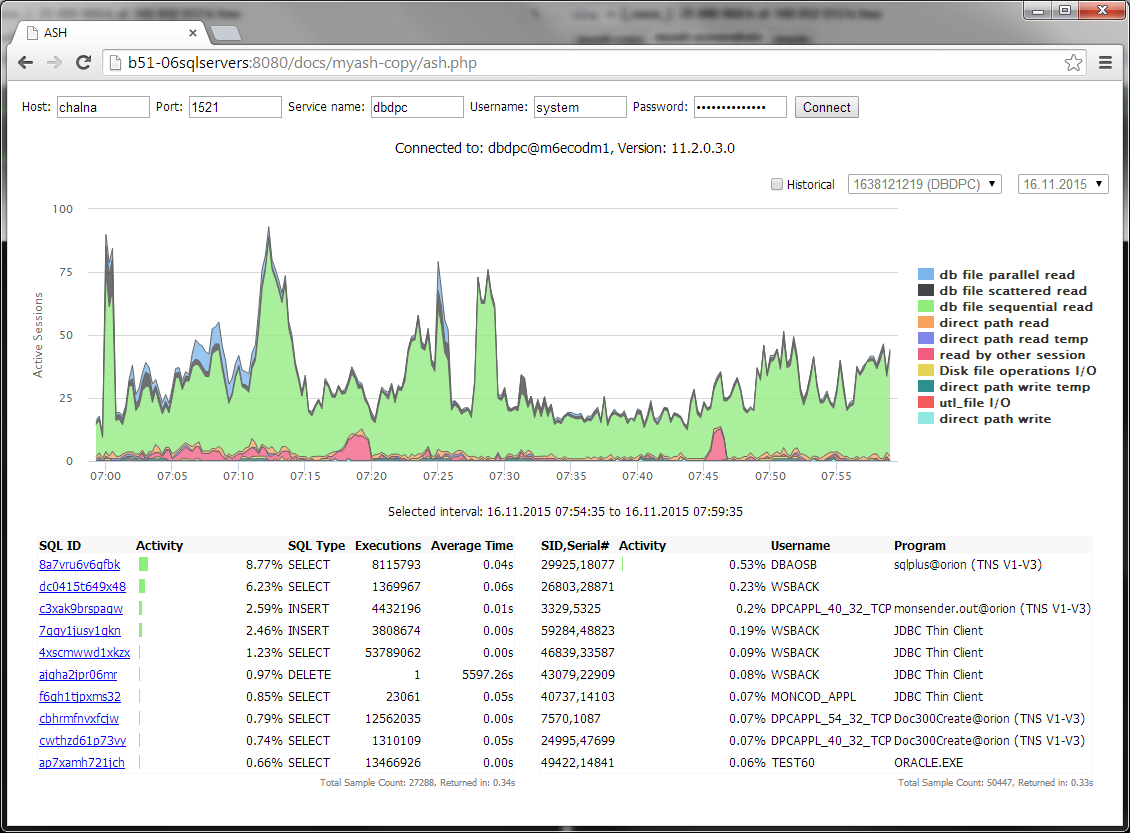 ASH
b51-06sqlservers:8080/docs/myash-copy/ash.php
Host: chalna Port: 1521 Service name: dbdpc Username: system Password: •••••••••••••• Connect
Connected to: dbdpc@m6ecodm1, Version: 11.2.0.3.0
Historical 1638121219 (DBDPC) 16.11.2015
Active Sessions
100
75
50
25
0
07:00 07:05 07:10 07:15 07:20 07:25 07:30 07:35 07:40 07:45 07:50 07:55
db file parallel read
db file scattered read
db file sequential read
direct path read
direct path read temp
read by other session
Disk file operations I/O
direct path write temp
utl_file I/O
direct path write
Selected interval: 16.11.2015 07:54:35 to 16.11.2015 07:59:35
SQL ID Activity SQL Type Executions Average Time
8a7vru6v6qfbk 8.77% SELECT 8115793 0.04s
dc0415t649x48 6.23% SELECT 1369967 0.06s
c3xak9brspaqw 2.59% INSERT 4432196 0.01s
7qqy1jusy1qkn 2.46% INSERT 3808674 0.00s
4xscmwwd1xkzx 1.23% SELECT 53789062 0.00s
ajqha2jpr06mr 0.97% DELETE 1 5597.26s
f6qh1tjpxms32 0.85% SELECT 23061 0.05s
cbhrmfnvxfcjw 0.79% SELECT 12562035 0.00s
cwthzd61p73vy 0.74% SELECT 1310109 0.05s
ap7xamh721jch 0.66% SELECT 13466926 0.00s
Total Sample Count: 27288, Returned in: 0.34s
SID,Serial# Activity Username Program
29925,18077 0.53% DBAOSB sqlplus@orion (TNS V1-V3)
26803,28871 0.23% WSBACK
3329,5325 0.2% DPCAPPL_40_32_TCP monsender.out@orion (TNS V1-V3)
59284,48823 0.19% WSBACK JDBC Thin Client
46839,33587 0.09% WSBACK JDBC Thin Client
43079,22909 0.08% WSBACK JDBC Thin Client
40737,14103 0.07% MONCOD_APPL JDBC Thin Client
7570,1087 0.07% DPCAPPL_54_32_TCP Doc300Create@orion (TNS V1-V3)
24995,47699 0.07% DPCAPPL_40_32_TCP Doc300Create@orion (TNS V1-V3)
49422,14841 0.06% TEST60 ORACLE.EXE
Total Sample Count: 50447, Returned in: 0.33s